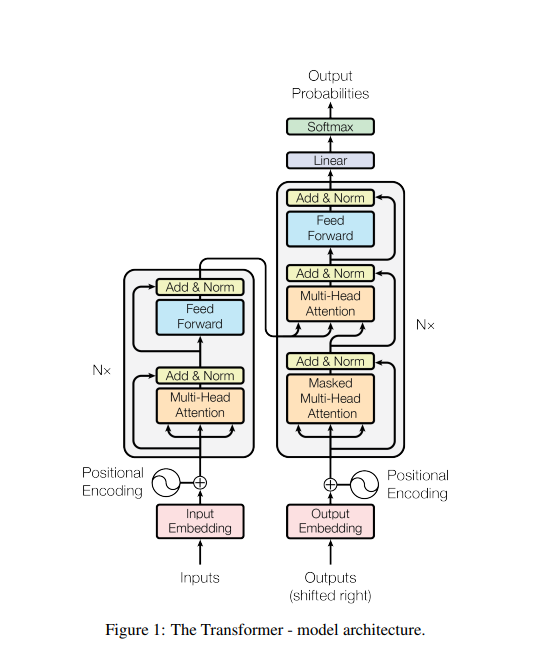 Output
Probabilities
Softmax
Linear
Add & Norm
Feed
Forward
Add & Norm
Multi-Head
Attention
Add & Norm
Masked
Multi-Head
Attention
N×
Add & Norm
Feed
Forward
N×
Add & Norm
Multi-Head
Attention
Positional
Encoding
Positional
Encoding
Input
Embedding
Output
Embedding
Inputs
Outputs
(shifted right)
Figure 1: The Transformer - model architecture.